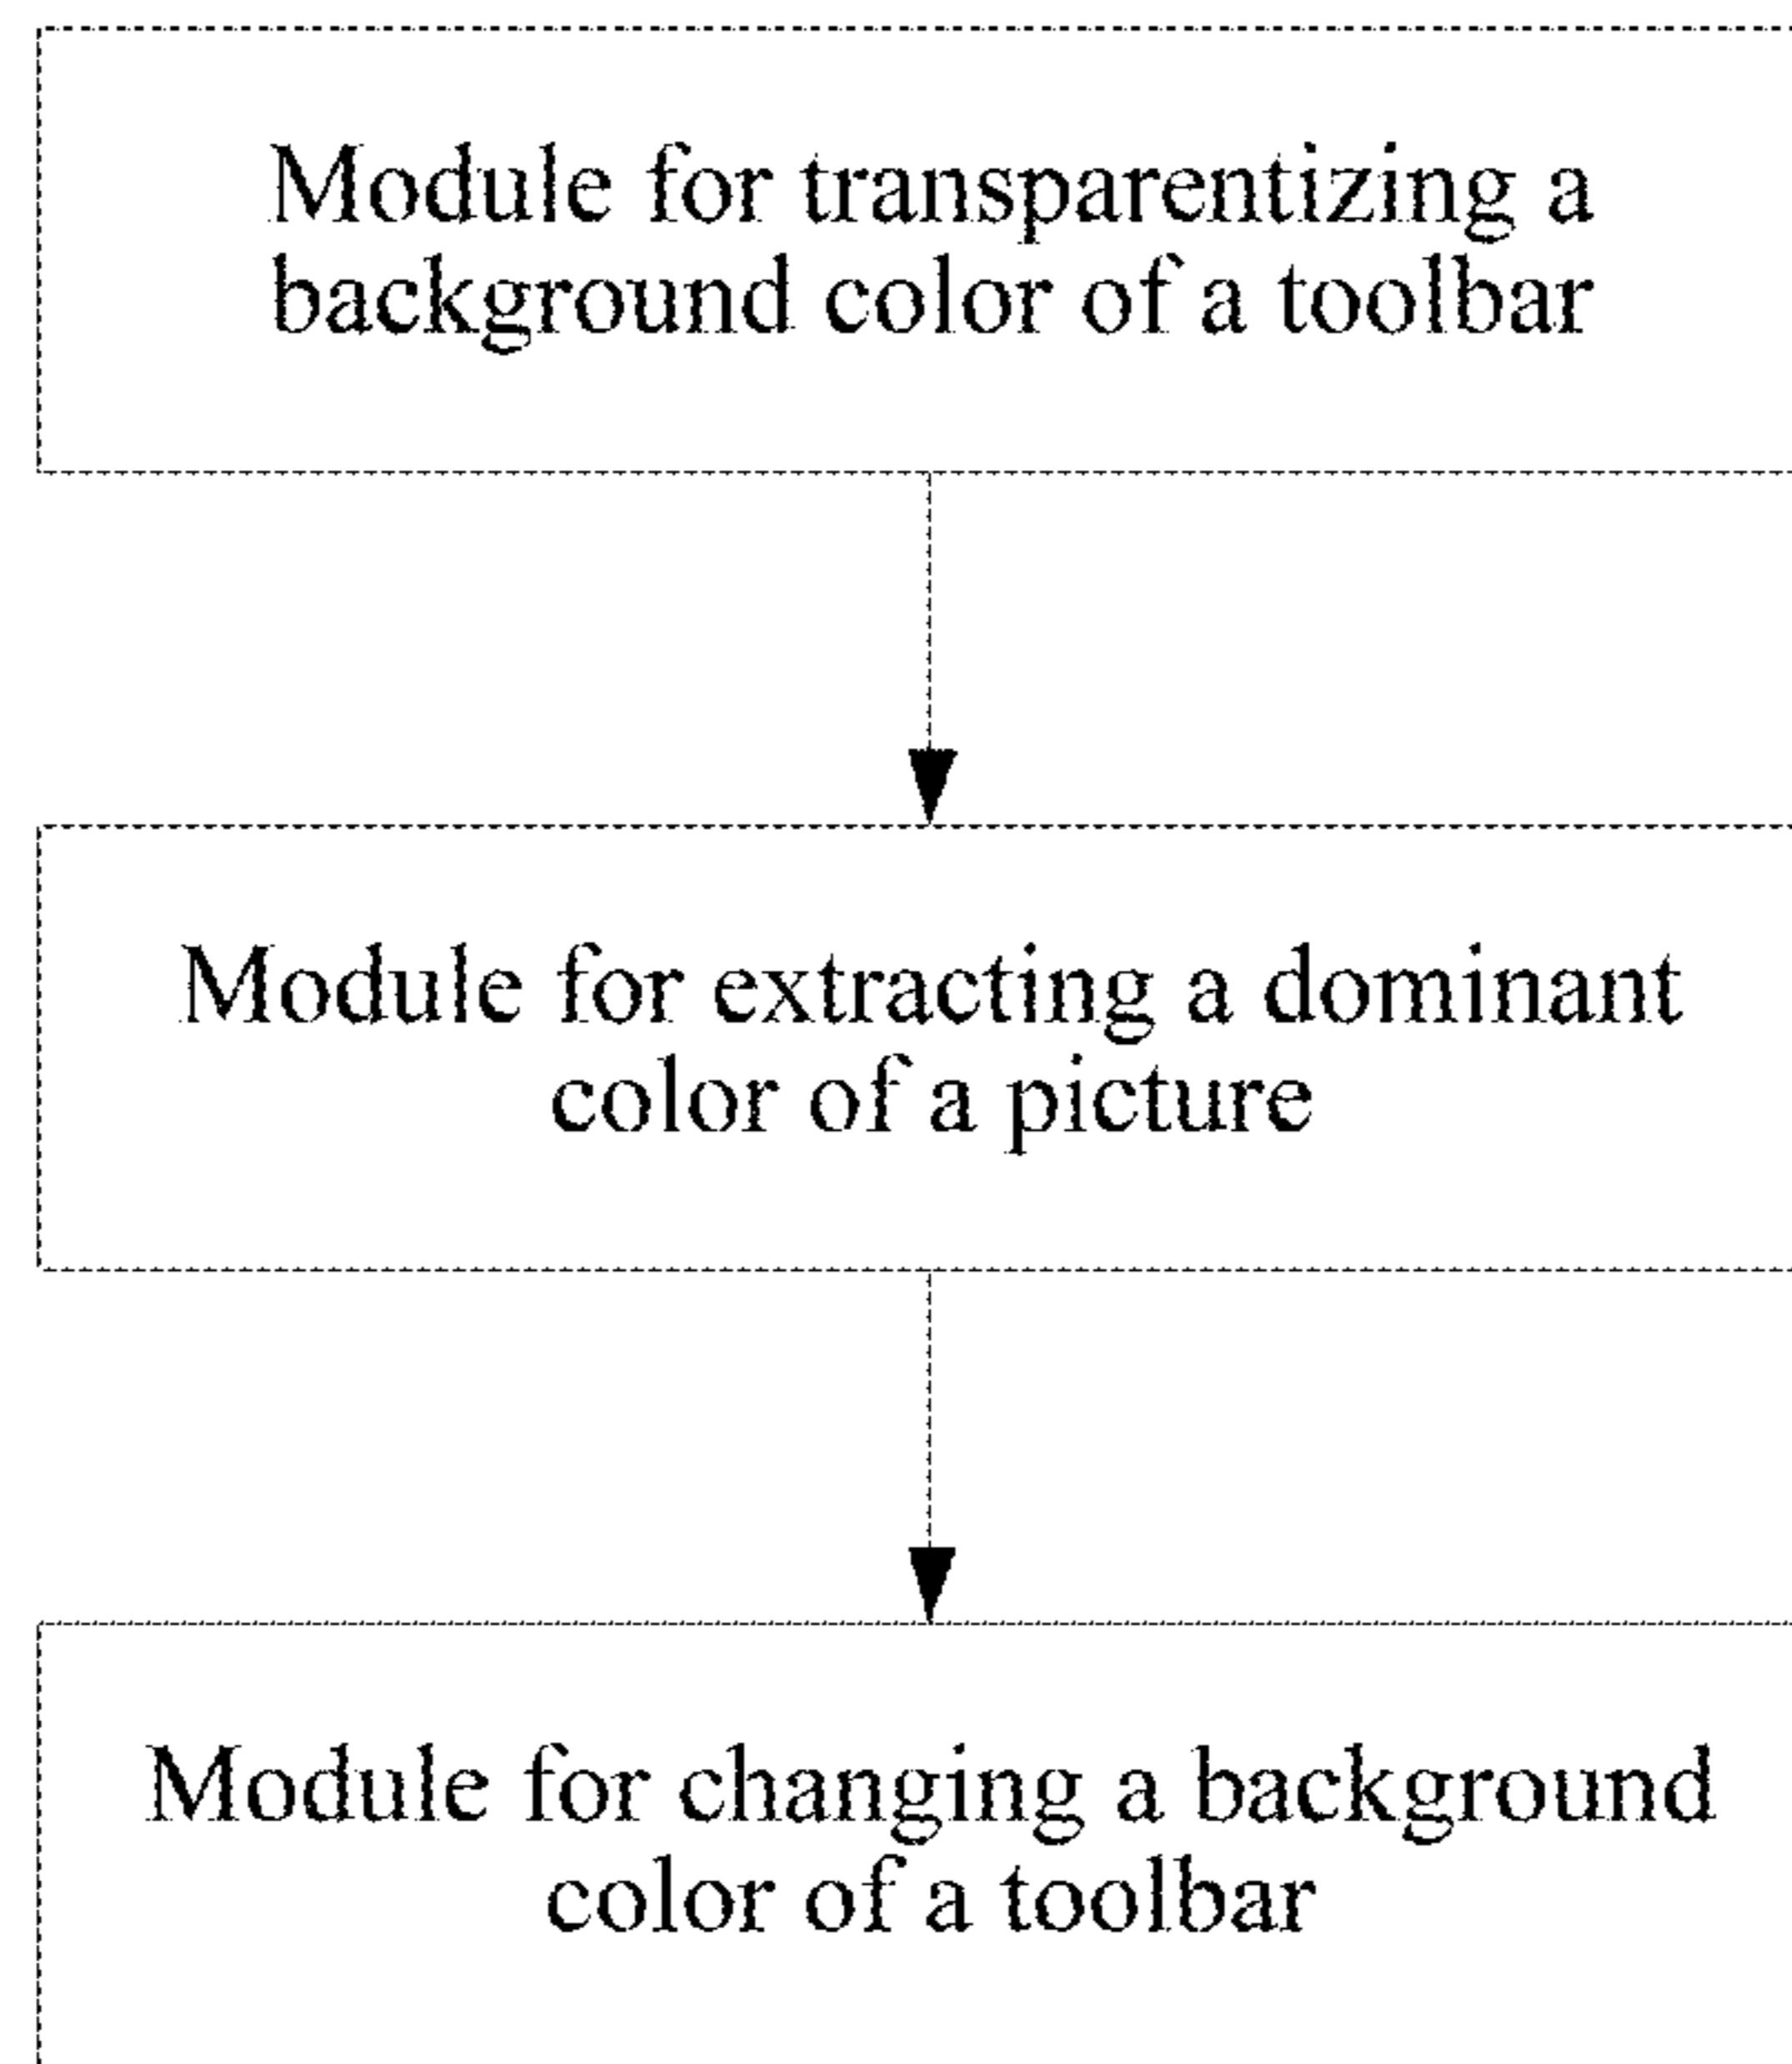 Module for transparentizing a
background color of a toolbar
Module for extracting a dominant
color of a picture
Module for changing a background
color of a toolbar